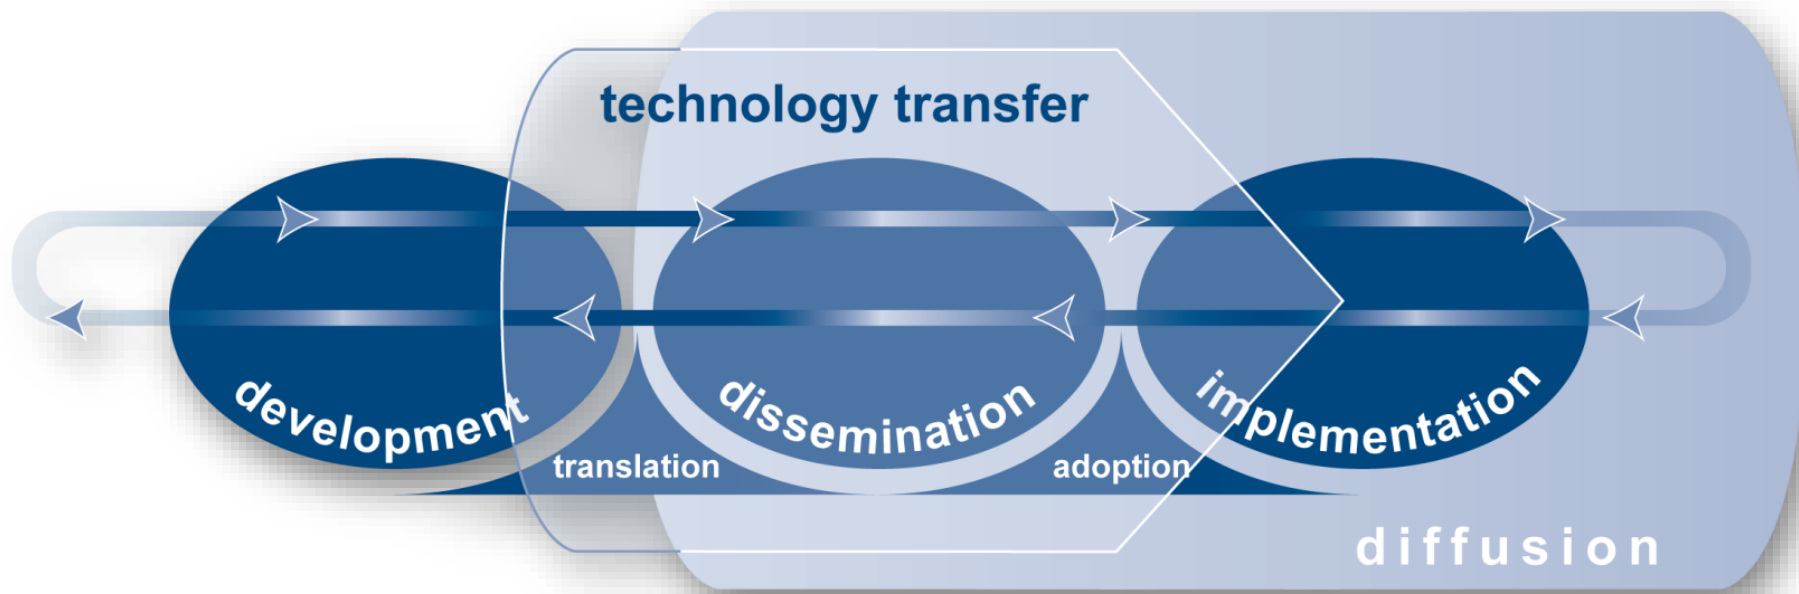 technology transfer
development
dissemination
implementation
translation
adoption
diffusion